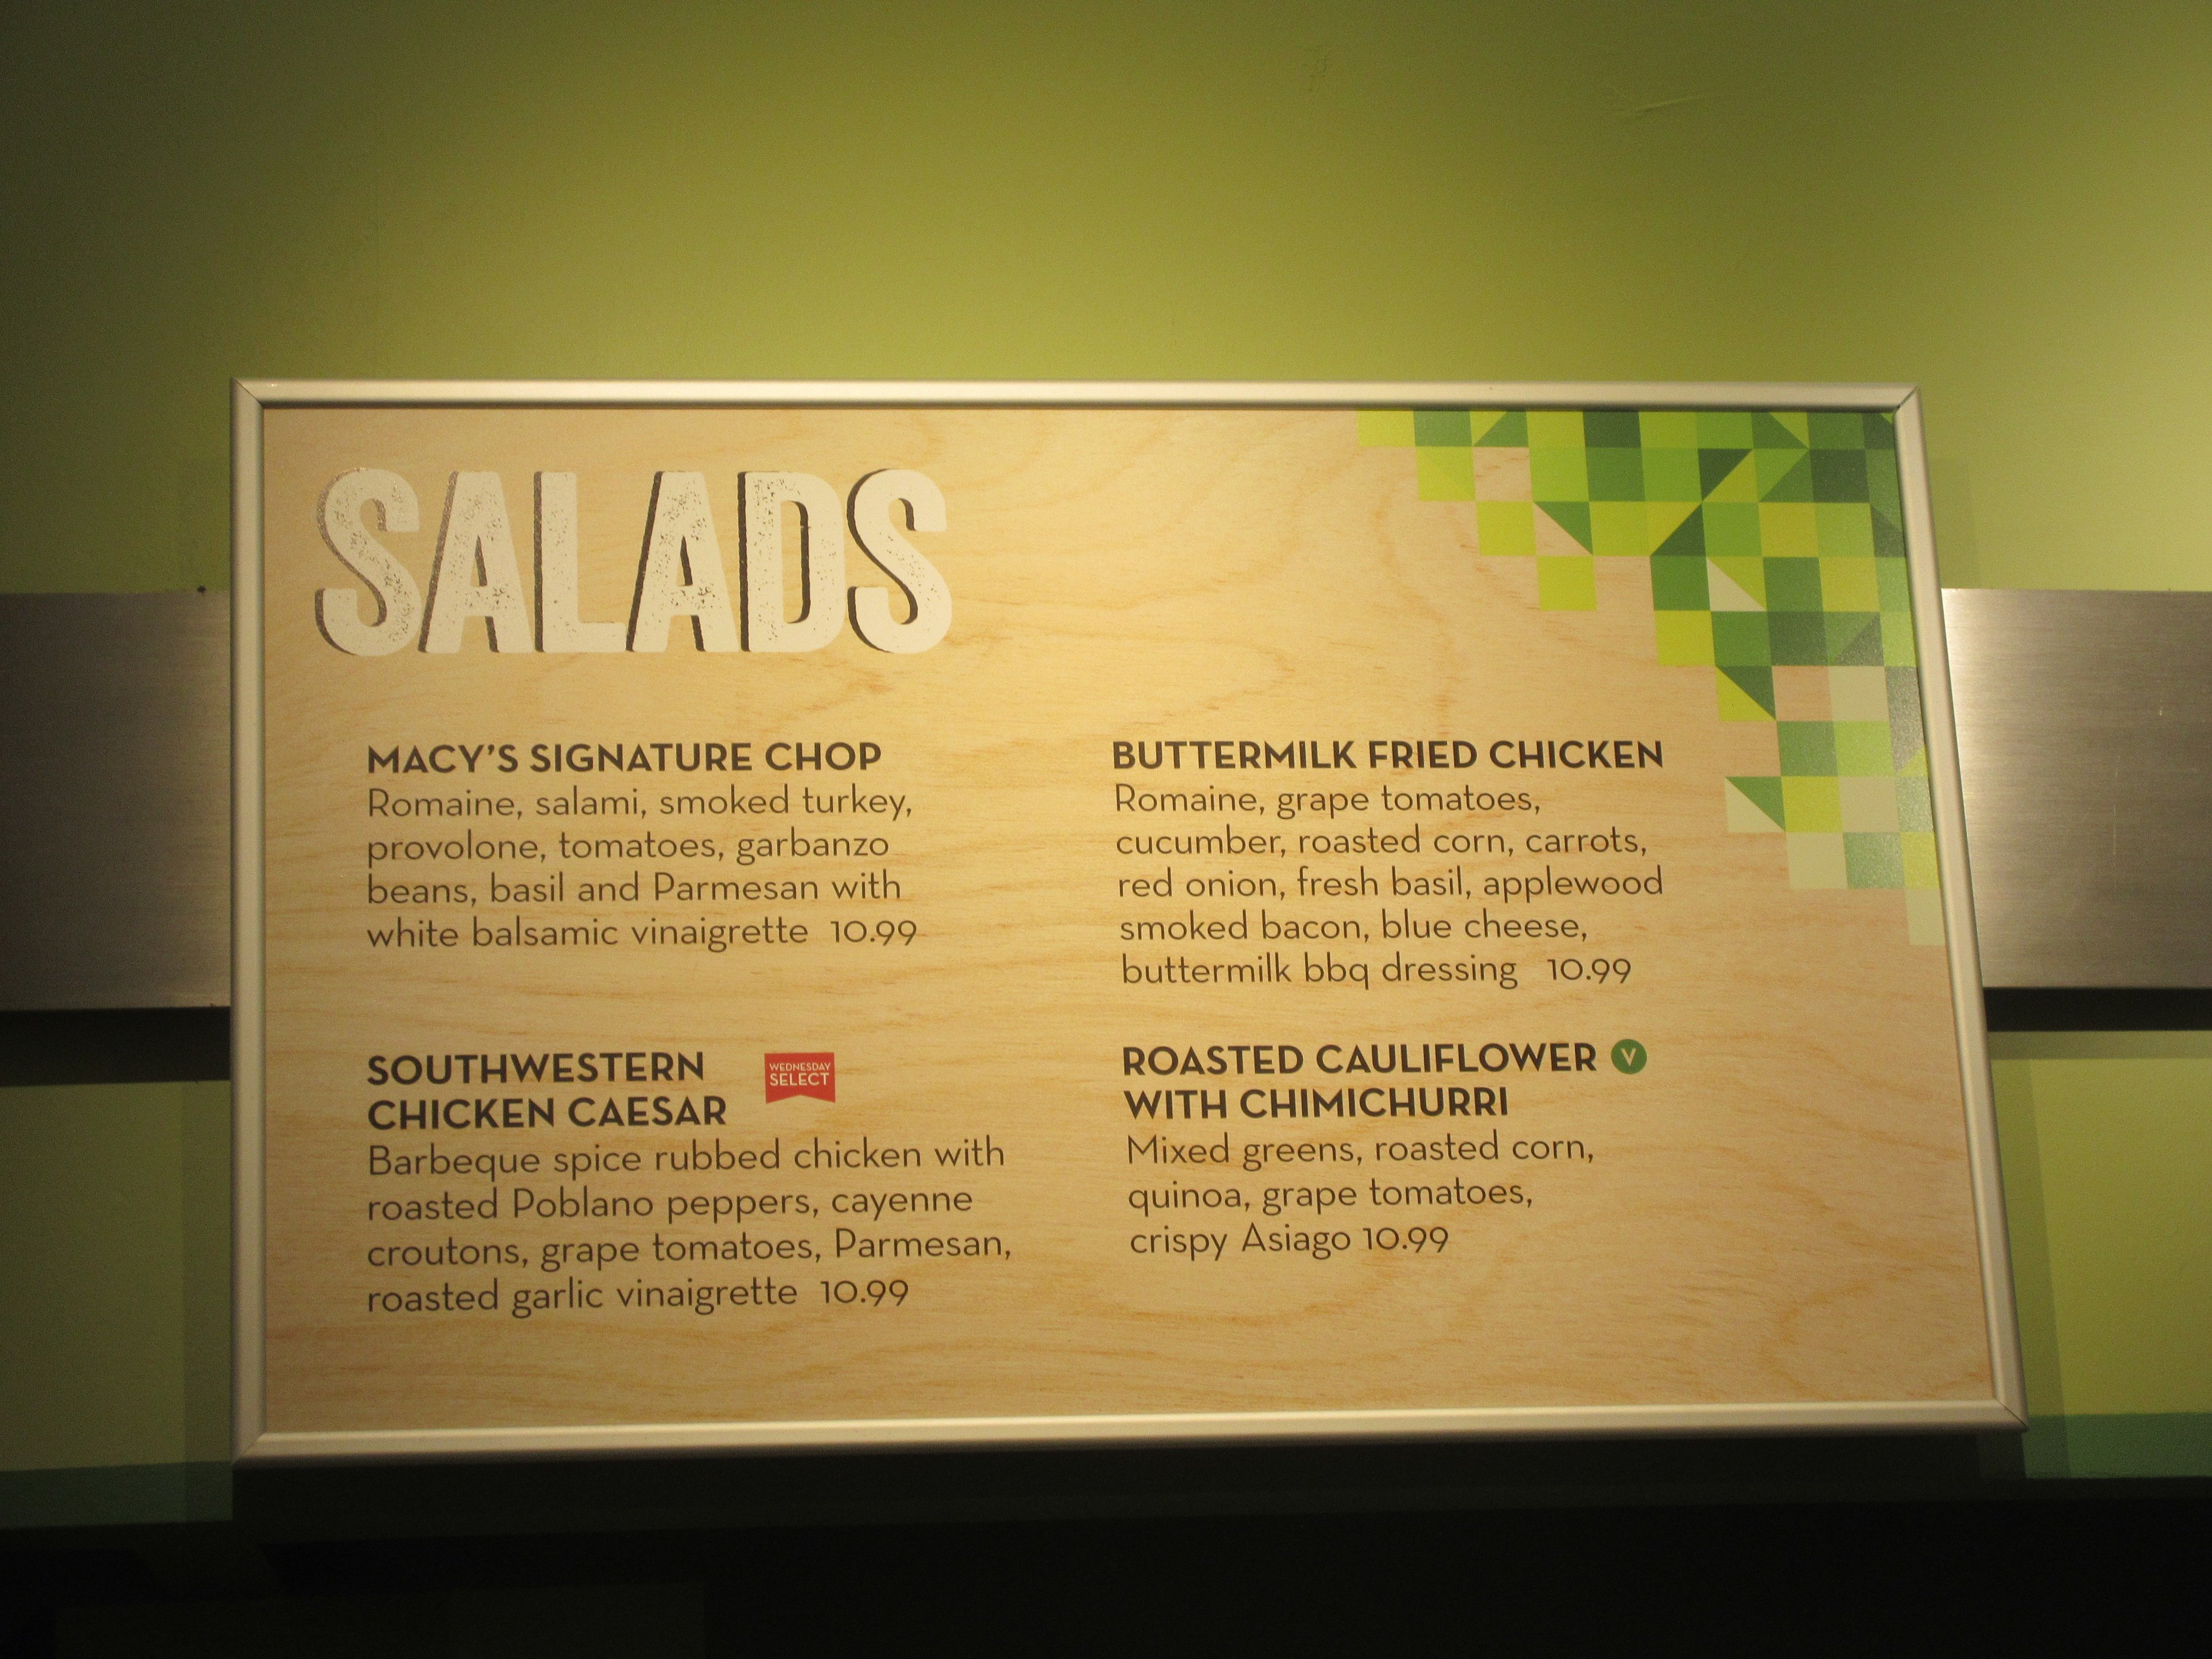 SALADS
MACY'S SIGNATURE CHOP
Romaine, salami, smoked turkey,
provolone, tomatoes, garbanzo
beans, basil and Parmesan with
white balsamic vinaigrette 10.99
SOUTHWESTERN
CHICKEN CAESAR
WEDNESDAY
SELECT
Barbeque spice rubbed chicken with
roasted Poblano peppers, cayenne
croutons, grape tomatoes, Parmesan,
roasted garlic vinaigrette 10.99
BUTTERMILK FRIED CHICKEN
Romaine, grape tomatoes,
cucumber, roasted corn, carrots,
red onion, fresh basil, applewood
smoked bacon, blue cheese,
buttermilk bbq dressing 10.99
ROASTED CAULIFLOWER V
WITH CHIMICHURRI
Mixed greens, roasted corn,
quinoa, grape tomatoes,
crispy Asiago 10.99